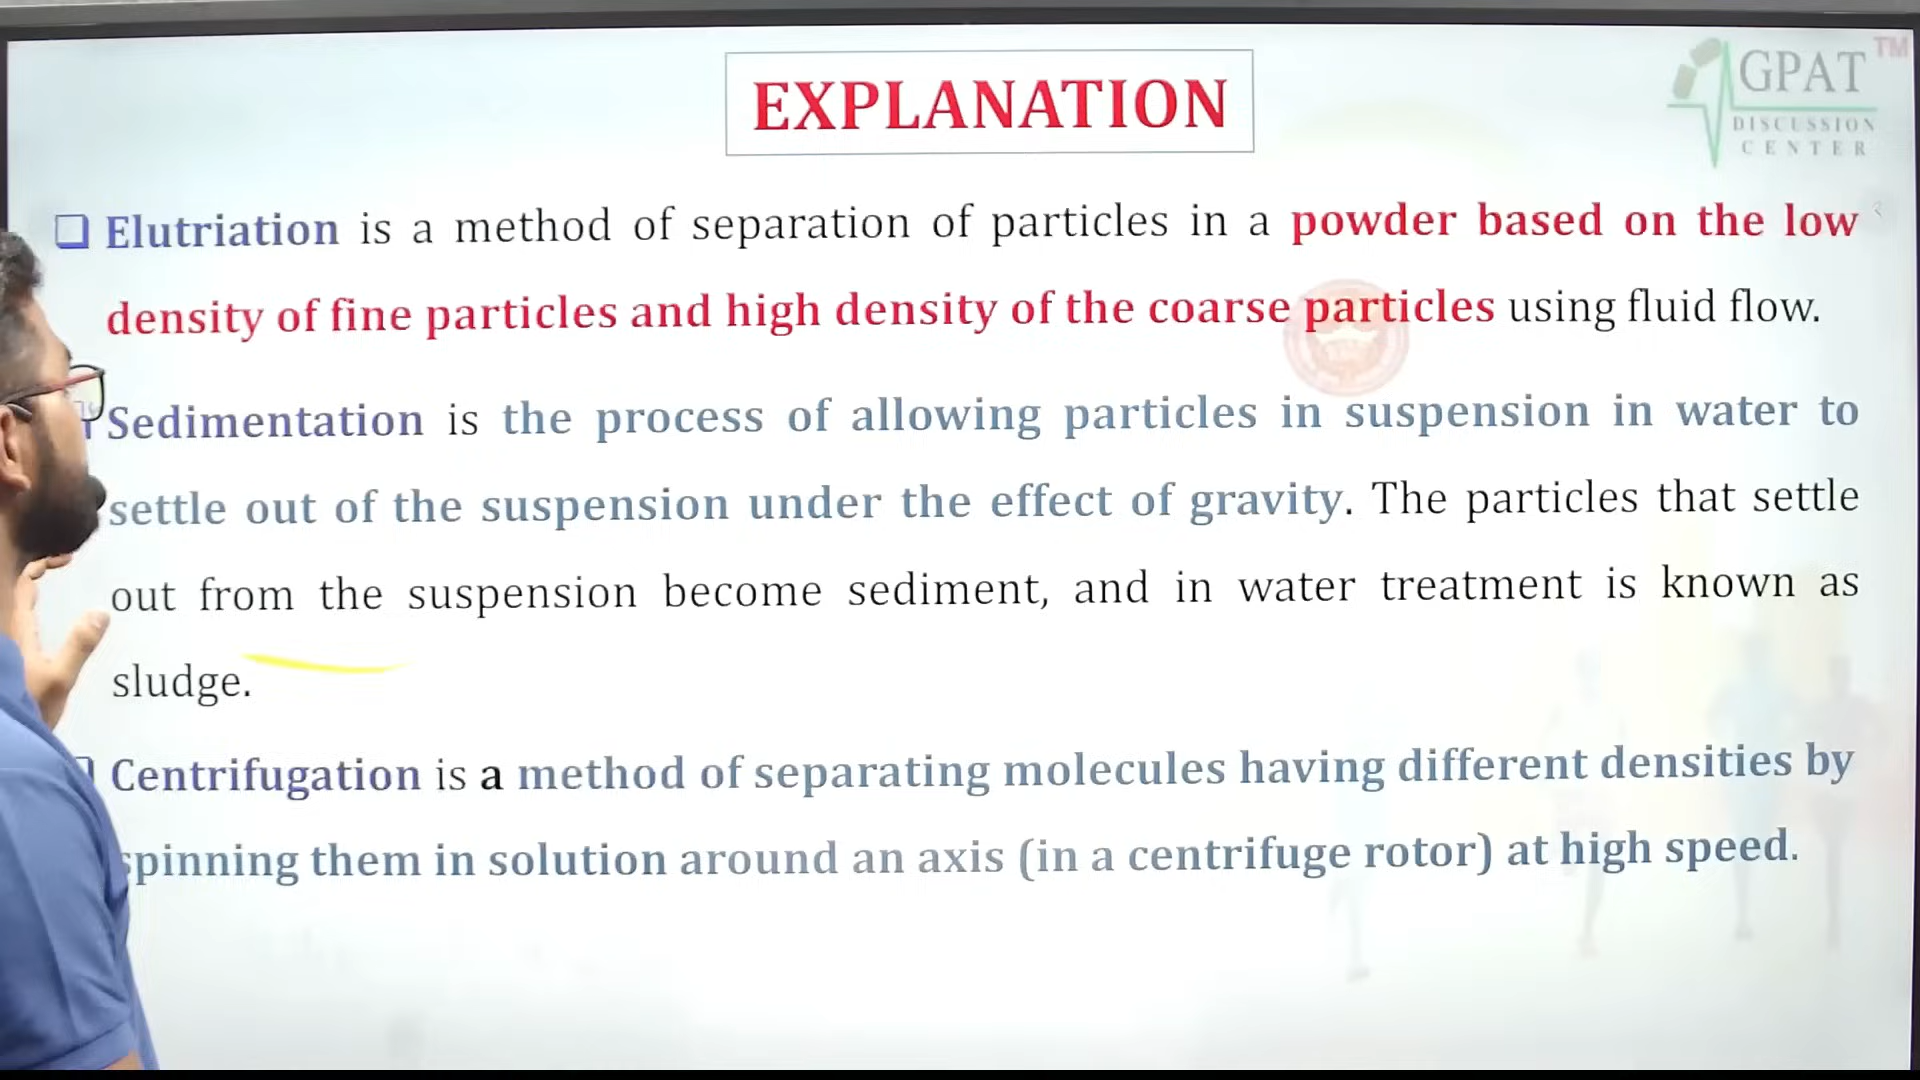 EXPLANATION
GPAT TM
DISCUSSION
CENTER
Elutriation is a method of separation of particles in a powder based on the low
density of fine particles and high density of the coarse particles using fluid flow.
Sedimentation is the process of allowing particles in suspension in water to
settle out of the suspension under the effect of gravity. The particles that settle
out from the suspension become sediment, and in water treatment is known as
sludge.
Centrifugation is a method of separating molecules having different densities by
spinning them in solution around an axis (in a centrifuge rotor) at high speed.